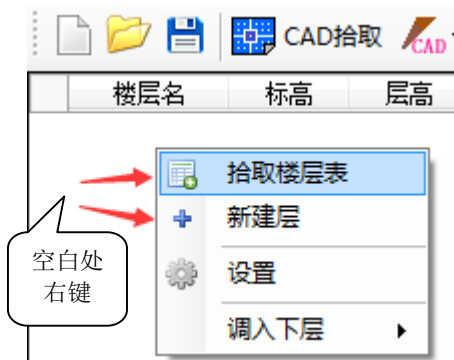 CAD拾取 CAD
楼层名 标高 层高
拾取楼层表
新建层
空白处
右键
设置
调入下层